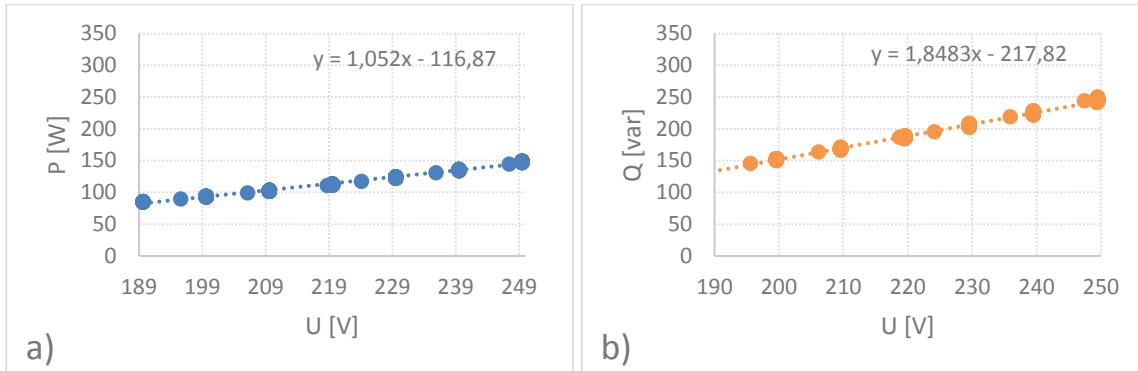 350
300
250
200
150
100
50
0
P [W]
y = 1,052x - 116,87
189 199 209 219 229 239 249
U [V]
a)
350
300
250
200
150
100
50
0
Q [var]
y = 1,8483x - 217,82
190 200 210 220 230 240 250
U [V]
b)